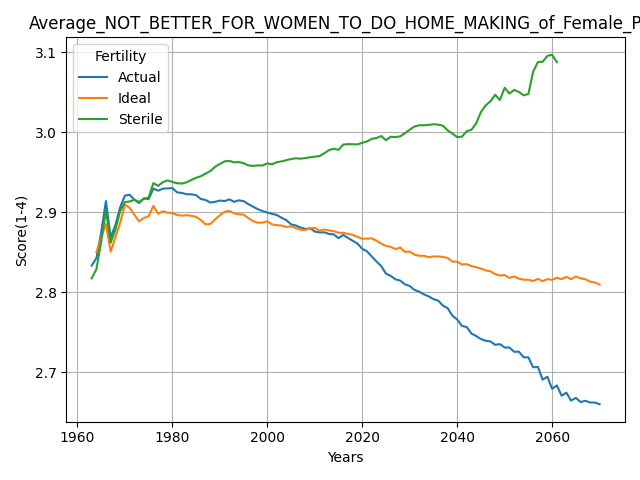 Average_NOT_BETTER_FOR_WOMEN_TO_DO_HOME_MAKING_of_Female_P
Fertility
Actual
Ideal
Sterile
3.1
3.0
2.9
2.8
2.7
Score(1-4)
1960 1980 2000 2020 2040 2060
Years